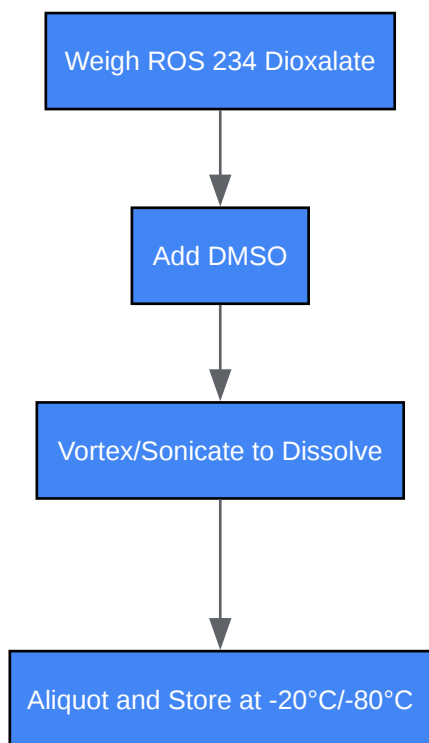 Weigh ROS 234 Dioxalate
Add DMSO
Vortex/Sonicate to Dissolve
Aliquot and Store at -20°C/-80°C